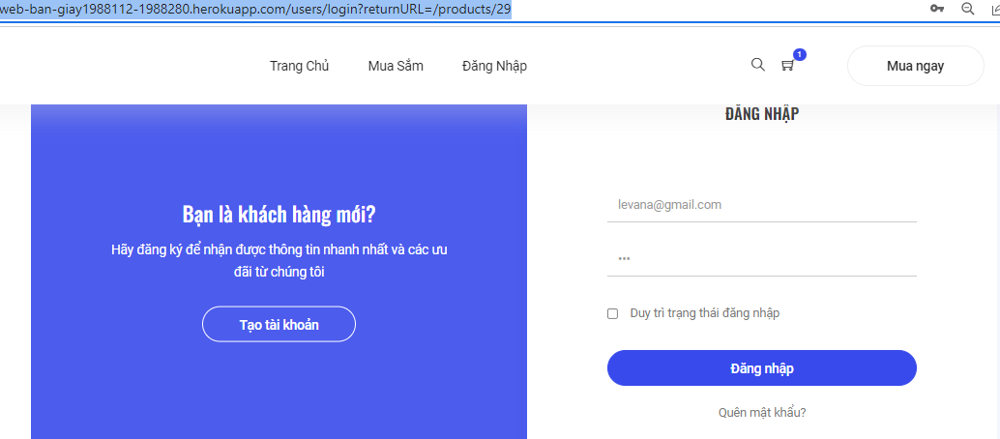 web-ban-giay1988112-1988280.herokuapp.com/users/login?returnURL=/products/29
Trang Chủ Mua Sắm Đăng Nhập 1 Mua ngay
ĐĂNG NHẬP
Bạn là khách hàng mới?
Hãy đăng ký để nhận được thông tin nhanh nhất và các ưu
đãi từ chúng tôi
Tạo tài khoản
levana@gmail.com
•••
Duy trì trạng thái đăng nhập
Đăng nhập
Quên mật khẩu?